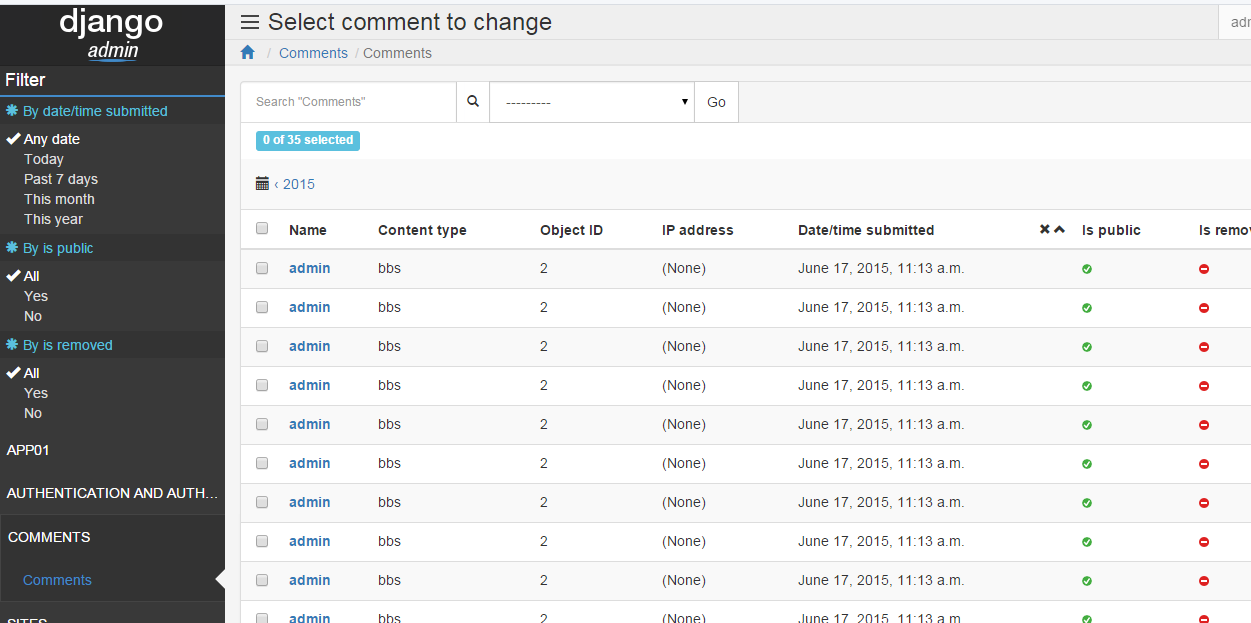 django
admin
Filter
By date/time submitted
Any date
Today
Past 7 days
This month
This year
By is public
All
Yes
No
By is removed
All
Yes
No
APP01
AUTHENTICATION AND AUTH...
COMMENTS
Comments
SITES
Select comment to change
/ Comments / Comments
Search "Comments" --------- Go
0 of 35 selected
‹ 2015
Name Content type Object ID IP address Date/time submitted Is public Is
admin bbs 2 (None) June 17, 2015, 11:13 a.m.
admin bbs 2 (None) June 17, 2015, 11:13 a.m.
admin bbs 2 (None) June 17, 2015, 11:13 a.m.
admin bbs 2 (None) June 17, 2015, 11:13 a.m.
admin bbs 2 (None) June 17, 2015, 11:13 a.m.
admin bbs 2 (None) June 17, 2015, 11:13 a.m.
admin bbs 2 (None) June 17, 2015, 11:13 a.m.
admin bbs 2 (None) June 17, 2015, 11:13 a.m.
admin bbs 2 (None) June 17, 2015, 11:13 a.m.
admin bbs 2 (None) June 17, 2015, 11:13 a.m.